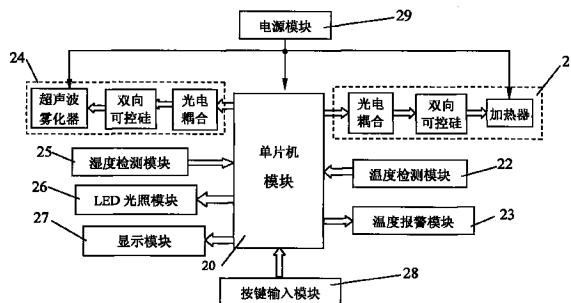 电源模块
29
24
2
超声波
雾化器
双向
可控硅
光电
耦合
光电
耦合
双向
可控硅
加热器
单片机
模块
25
湿度检测模块
22
温度检测模块
26
LED 光照模块
23
温度报警模块
27
显示模块
20
28
按键输入模块